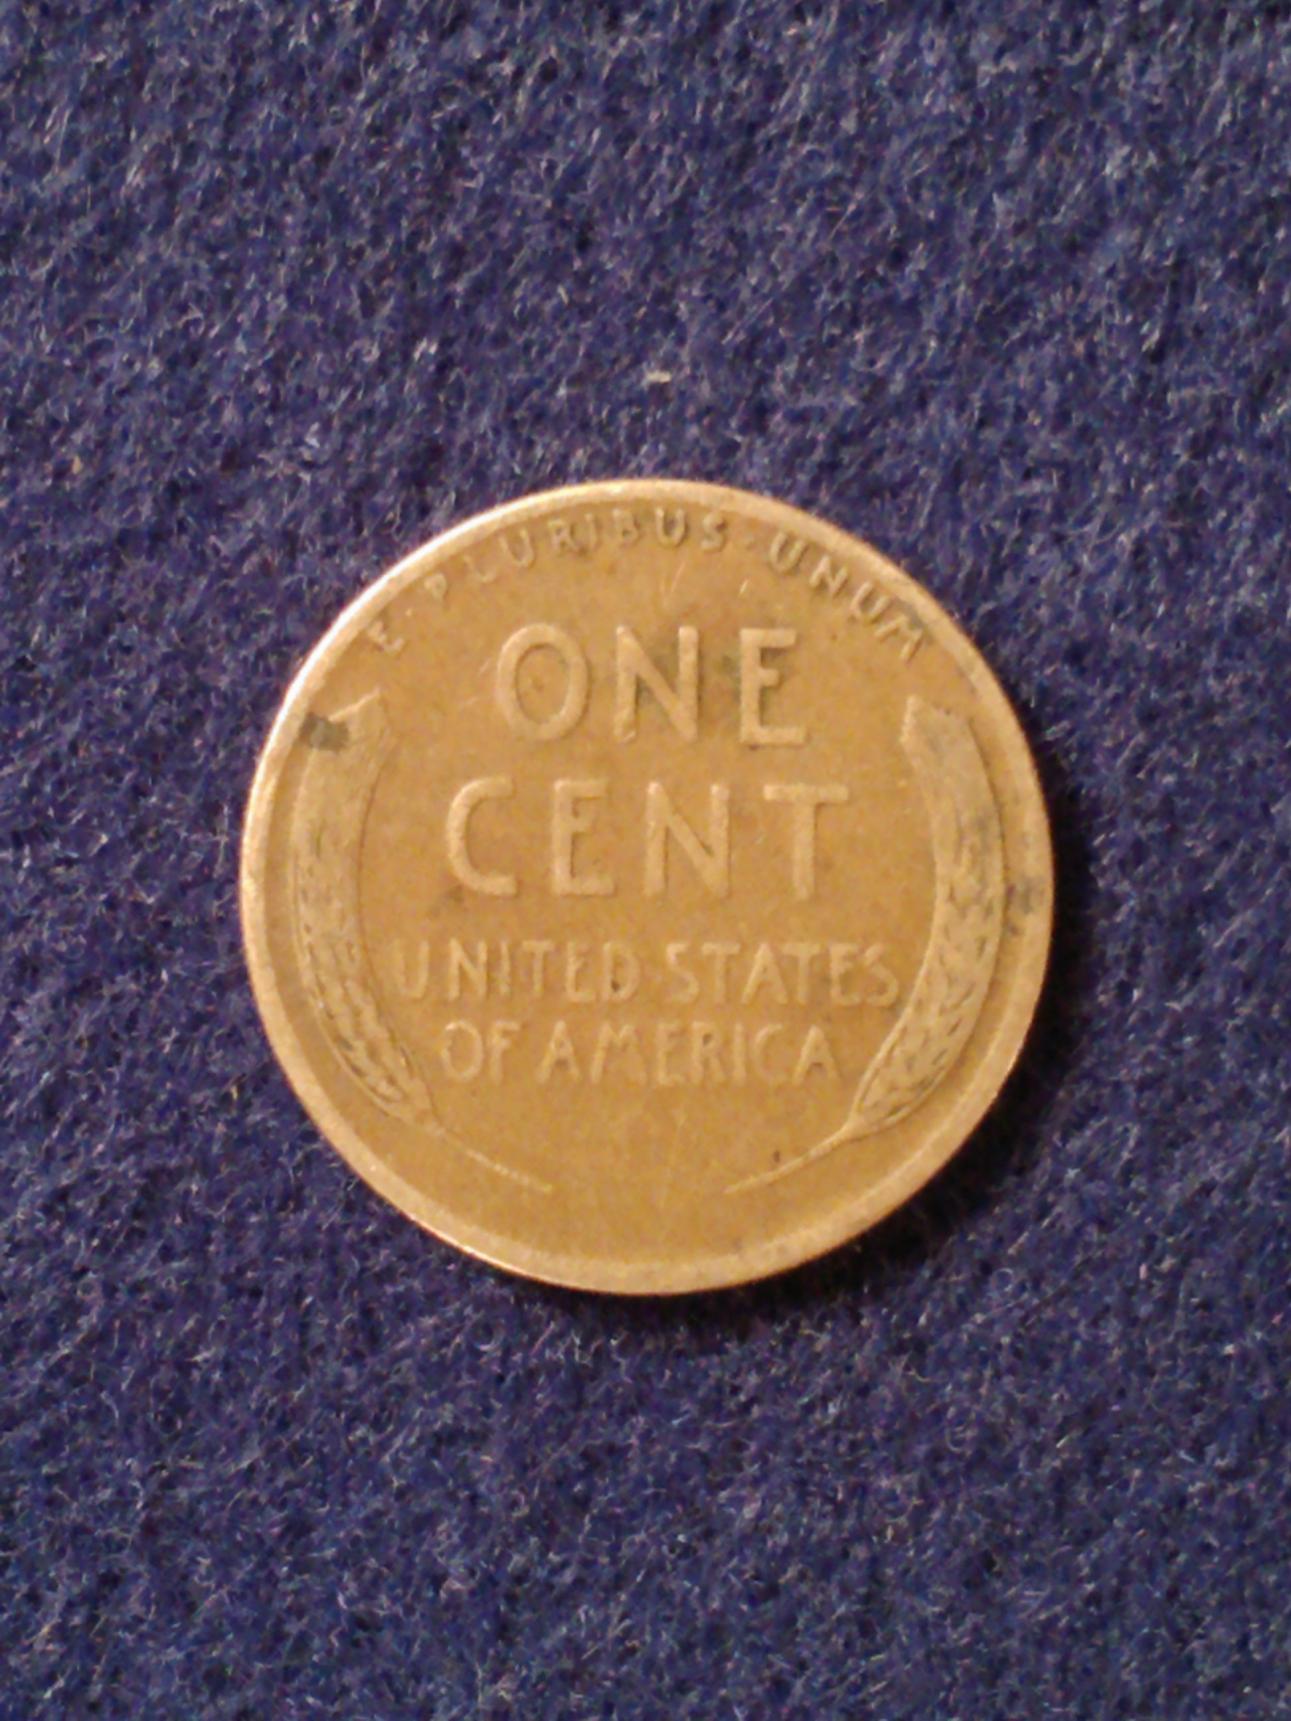 E·PLURIBUS·UNUM
ONE
CENT
UNITED STATES
OF AMERICA